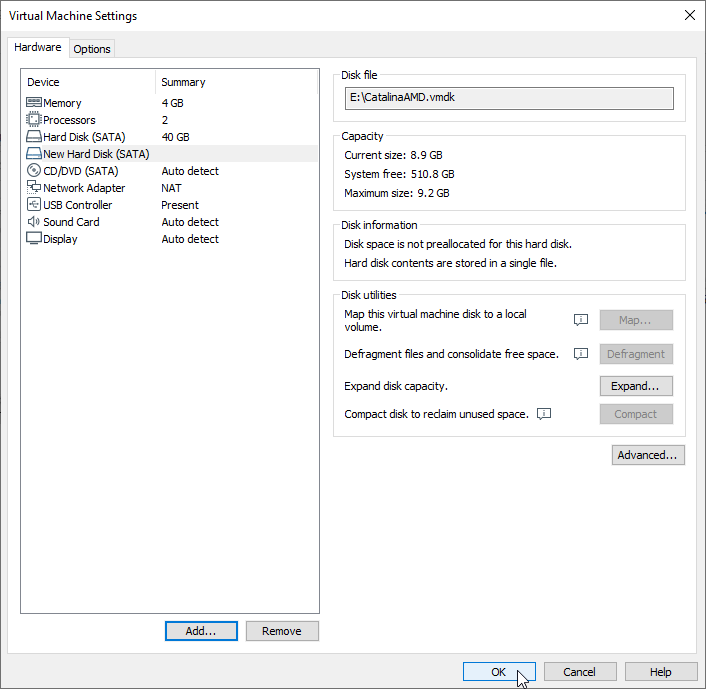 Virtual Machine Settings
Hardware
Options
Device Summary
Memory 4 GB
Processors 2
Hard Disk (SATA) 40 GB
New Hard Disk (SATA)
CD/DVD (SATA) Auto detect
Network Adapter NAT
USB Controller Present
Sound Card Auto detect
Display Auto detect
Add...
Remove
Disk file
E:\CatalinaAMD.vmdk
Capacity
Current size: 8.9 GB
System free: 510.8 GB
Maximum size: 9.2 GB
Disk information
Disk space is not preallocated for this hard disk.
Hard disk contents are stored in a single file.
Disk utilities
Map this virtual machine disk to a local
volume.
Map...
Defragment files and consolidate free space.
Defragment
Expand disk capacity.
Expand...
Compact disk to reclaim unused space.
Compact
Advanced...
OK
Cancel
Help